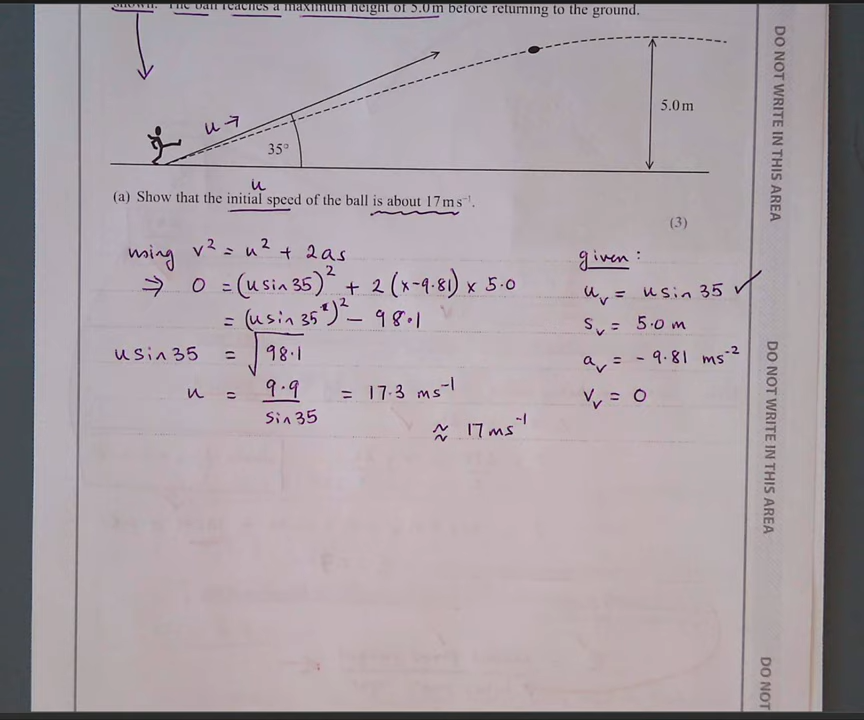 shown. The ball reaches a maximum height of 5.0m before returning to the ground.
u →
35°
5.0m
u
(a) Show that the initial speed of the ball is about 17 m s⁻¹.
(3)
using v² = u² + 2as
⇒ 0 = (u sin 35)² + 2(x-9.81) x 5.0
= (u sin 35°)² - 98.1
u sin 35 = √98.1
u = 9.9 / sin 35 = 17.3 ms⁻¹
≈ 17 ms⁻¹
given :
uᵥ = u sin 35 ✓
sᵥ = 5.0 m
aᵥ = - 9.81 ms⁻²
vᵥ = 0
DO NOT WRITE IN THIS AREA
DO NOT WRITE IN THIS AREA
DO NOT